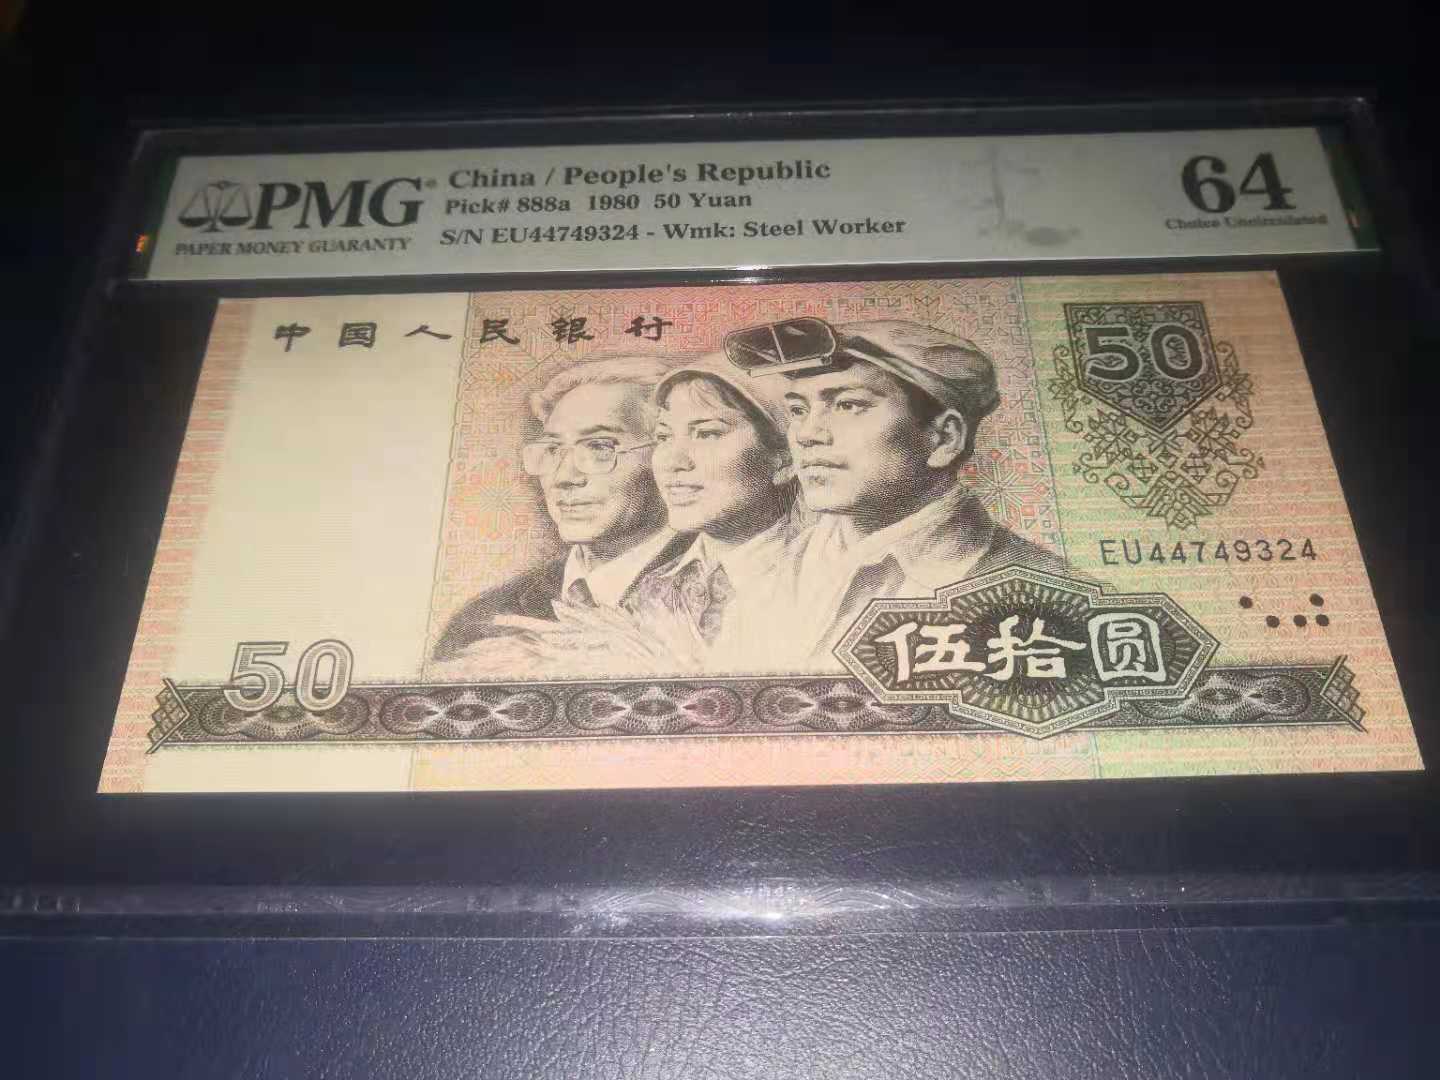 PMG®
PAPER MONEY GUARANTY
China / People's Republic
Pick# 888a 1980 50 Yuan
S/N EU44749324 - Wmk: Steel Worker
64
Choice Uncirculated
中国人民银行
50
EU44749324
伍拾圆
50